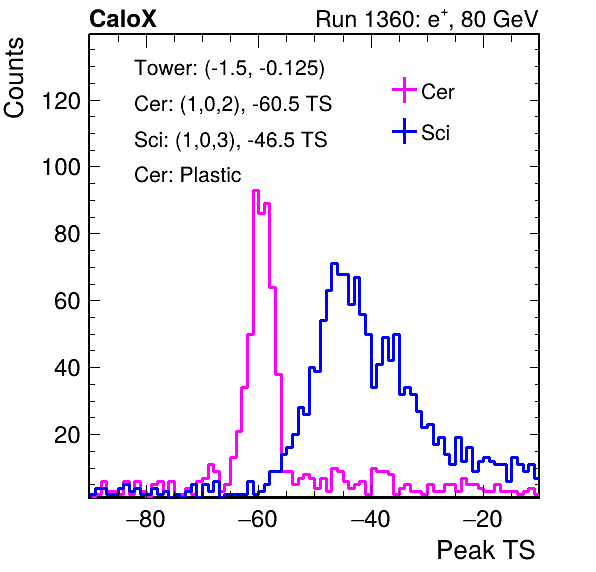 CaloX Run 1360: e⁺, 80 GeV
Counts
Tower: (-1.5, -0.125)
Cer: (1,0,2), -60.5 TS
Sci: (1,0,3), -46.5 TS
Cer: Plastic
Cer
Sci
120
100
80
60
40
20
−80 −60 −40 −20
Peak TS